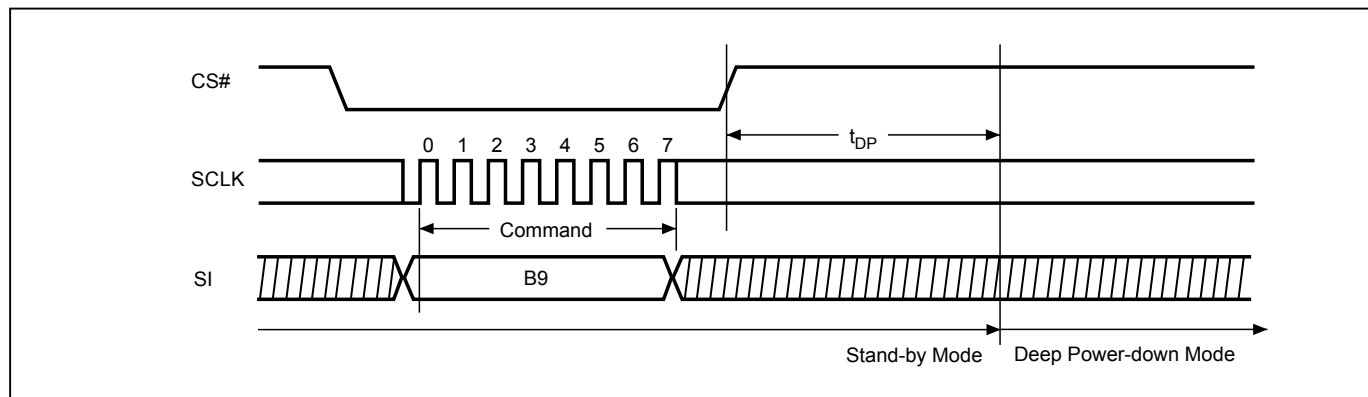 CS#
t_DP
0 1 2 3 4 5 6 7
SCLK
Command
SI
B9
Stand-by Mode
Deep Power-down Mode